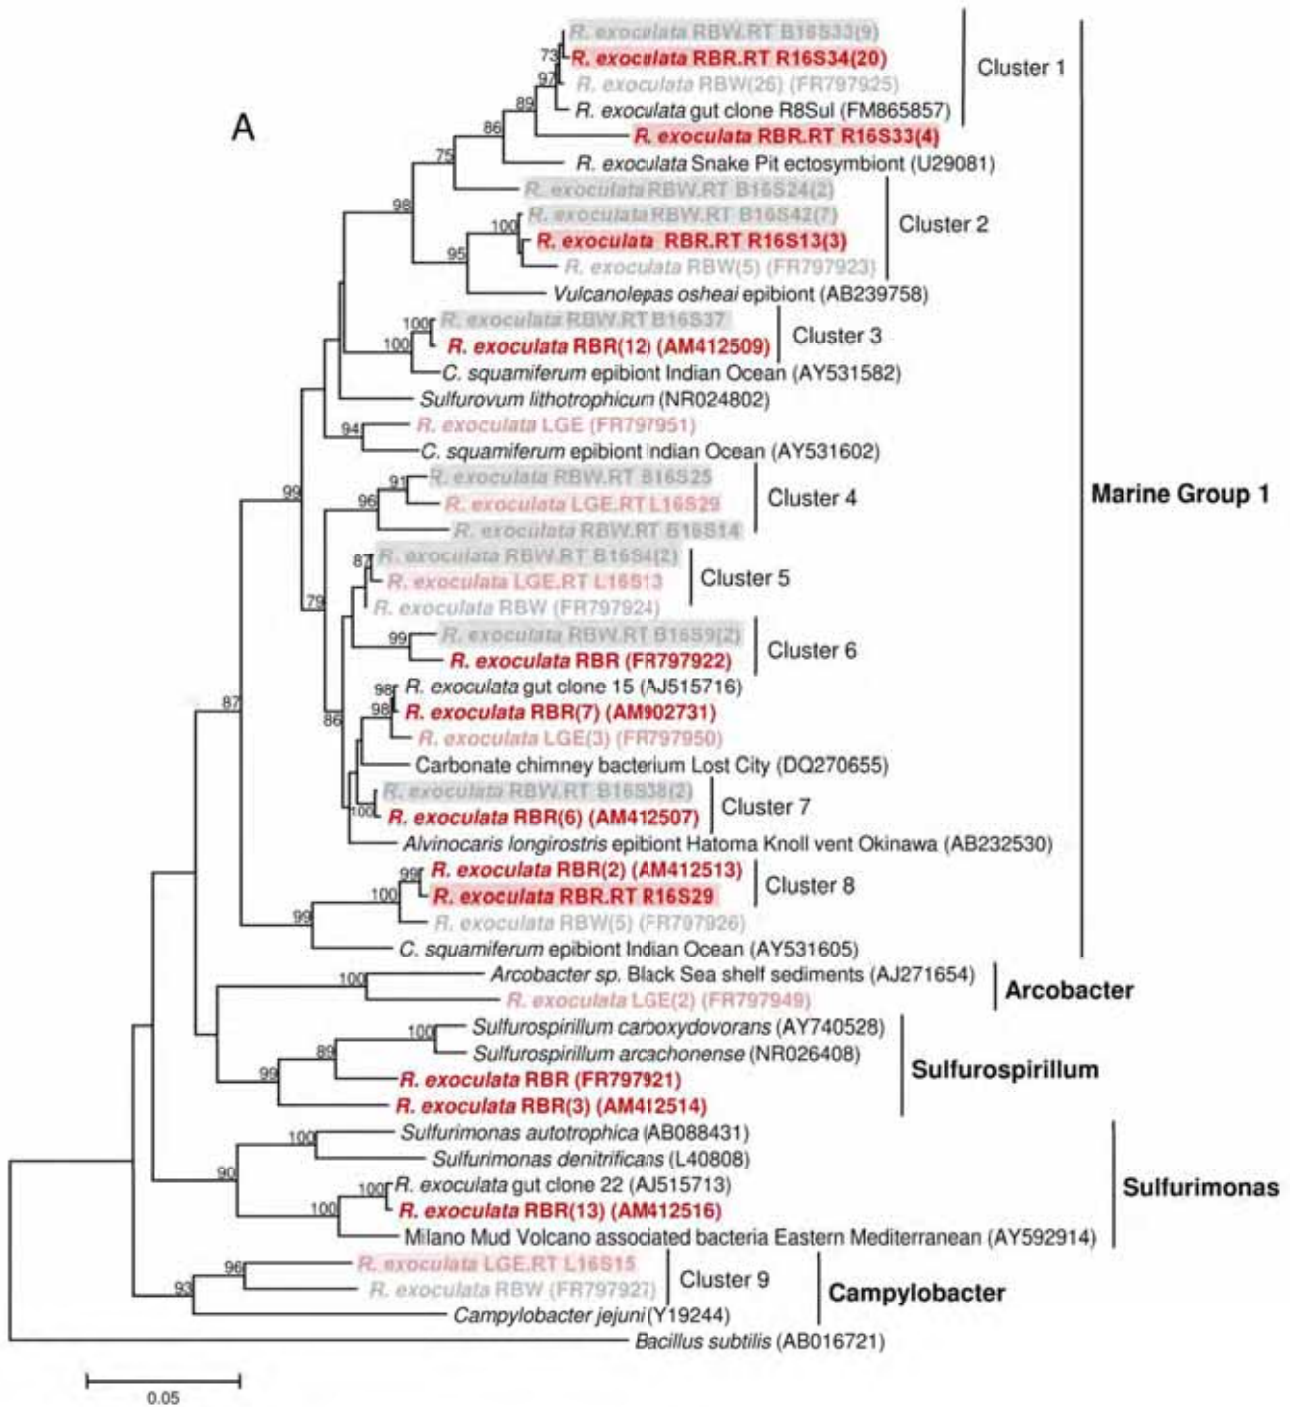 A
R. exoculata RBW.RT B16S33(9)
73
R. exoculata RBR.RT R16S34(20)
Cluster 1
97
R. exoculata RBW(26) (FR797925)
89
R. exoculata gut clone R8Sul (FM865857)
86
R. exoculata RBR.RT R16S33(4)
75
R. exoculata Snake Pit ectosymbiont (U29081)
R. exoculata RBW.RT B16S24(2)
98
R. exoculata RBW.RT B16S42(7)
100
R. exoculata RBR.RT R16S13(3)
Cluster 2
95
R. exoculata RBW(5) (FR797923)
Vulcanolepas osheai epibiont (AB239758)
100
R. exoculata RBW.RT B16S37
Cluster 3
100
R. exoculata RBR(12) (AM412509)
C. squamiferum epibiont Indian Ocean (AY531582)
Sulfurovum lithotrophicum (NR024802)
94
R. exoculata LGE (FR797951)
C. squamiferum epibiont Indian Ocean (AY531602)
91
R. exoculata RBW.RT B16S25
99
96
R. exoculata LGE.RT L16S29
Cluster 4
Marine Group 1
R. exoculata RBW.RT B16S14
87
R. exoculata RBW.RT B16S4(2)
R. exoculata LGE.RT L16S13
Cluster 5
79
R. exoculata RBW (FR797924)
99
R. exoculata RBW.RT B16S9(2)
Cluster 6
R. exoculata RBR (FR797922)
98
R. exoculata gut clone 15 (AJ515716)
87
86
98
R. exoculata RBR(7) (AM902731)
R. exoculata LGE(3) (FR797950)
Carbonate chimney bacterium Lost City (DQ270655)
R. exoculata RBW.RT B16S38(2)
Cluster 7
100
R. exoculata RBR(6) (AM412507)
Alvinocaris longirostris epibiont Hatoma Knoll vent Okinawa (AB232530)
99
R. exoculata RBR(2) (AM412513)
Cluster 8
100
R. exoculata RBR.RT R16S29
99
R. exoculata RBW(5) (FR797926)
C. squamiferum epibiont Indian Ocean (AY531605)
100
Arcobacter sp. Black Sea shelf sediments (AJ271654)
Arcobacter
R. exoculata LGE(2) (FR797949)
100
Sulfurospirillum carboxydovorans (AY740528)
89
Sulfurospirillum arcachonense (NR026408)
Sulfurospirillum
99
R. exoculata RBR (FR797921)
R. exoculata RBR(3) (AM412514)
100
Sulfurimonas autotrophica (AB088431)
Sulfurimonas denitrificans (L40808)
90
100
R. exoculata gut clone 22 (AJ515713)
Sulfurimonas
100
R. exoculata RBR(13) (AM412516)
Milano Mud Volcano associated bacteria Eastern Mediterranean (AY592914)
96
R. exoculata LGE.RT L16S15
Cluster 9
93
R. exoculata RBW (FR797927)
Campylobacter
Campylobacter jejuni (Y19244)
Bacillus subtilis (AB016721)
0.05